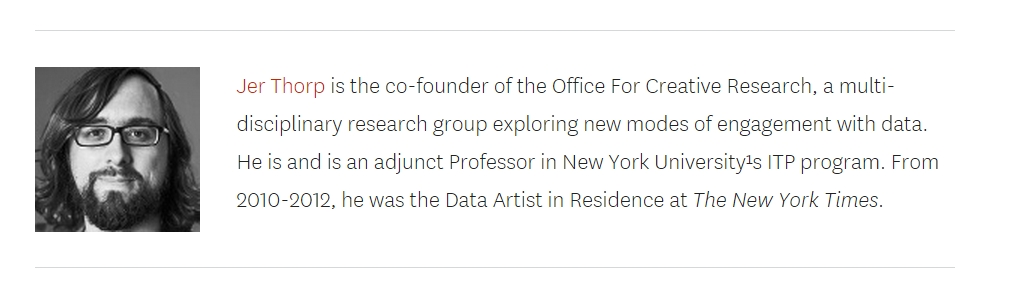 Jer Thorp is the co-founder of the Office For Creative Research, a multi-
disciplinary research group exploring new modes of engagement with data.
He is and is an adjunct Professor in New York University¹s ITP program. From
2010-2012, he was the Data Artist in Residence at The New York Times.